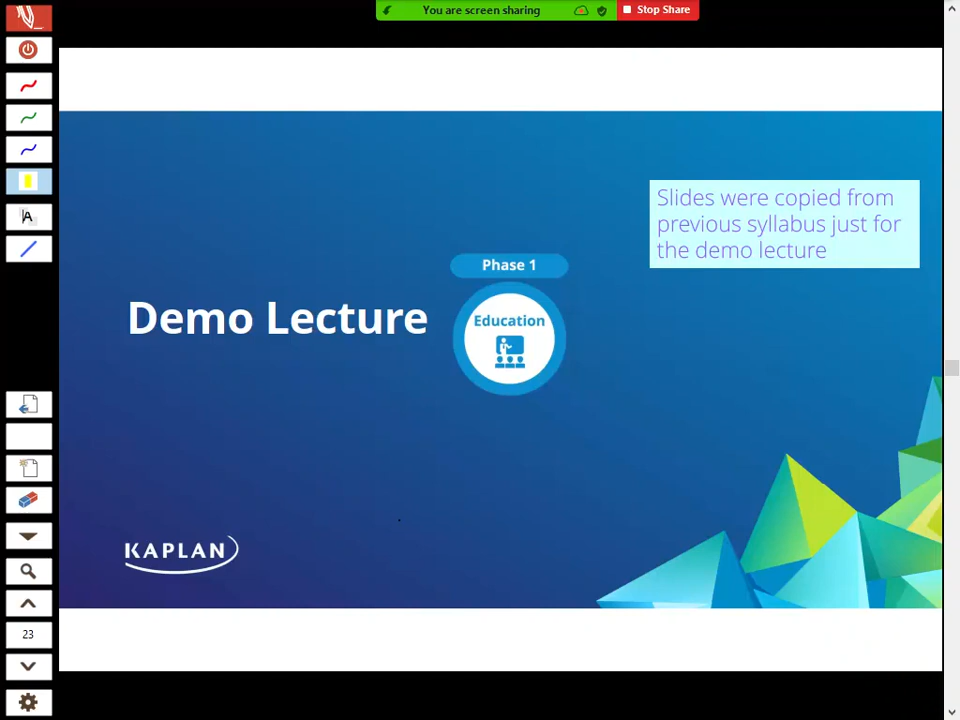 You are screen sharing
Stop Share
Slides were copied from
previous syllabus just for
the demo lecture
Phase 1
Demo Lecture
Education
KAPLAN
A
23